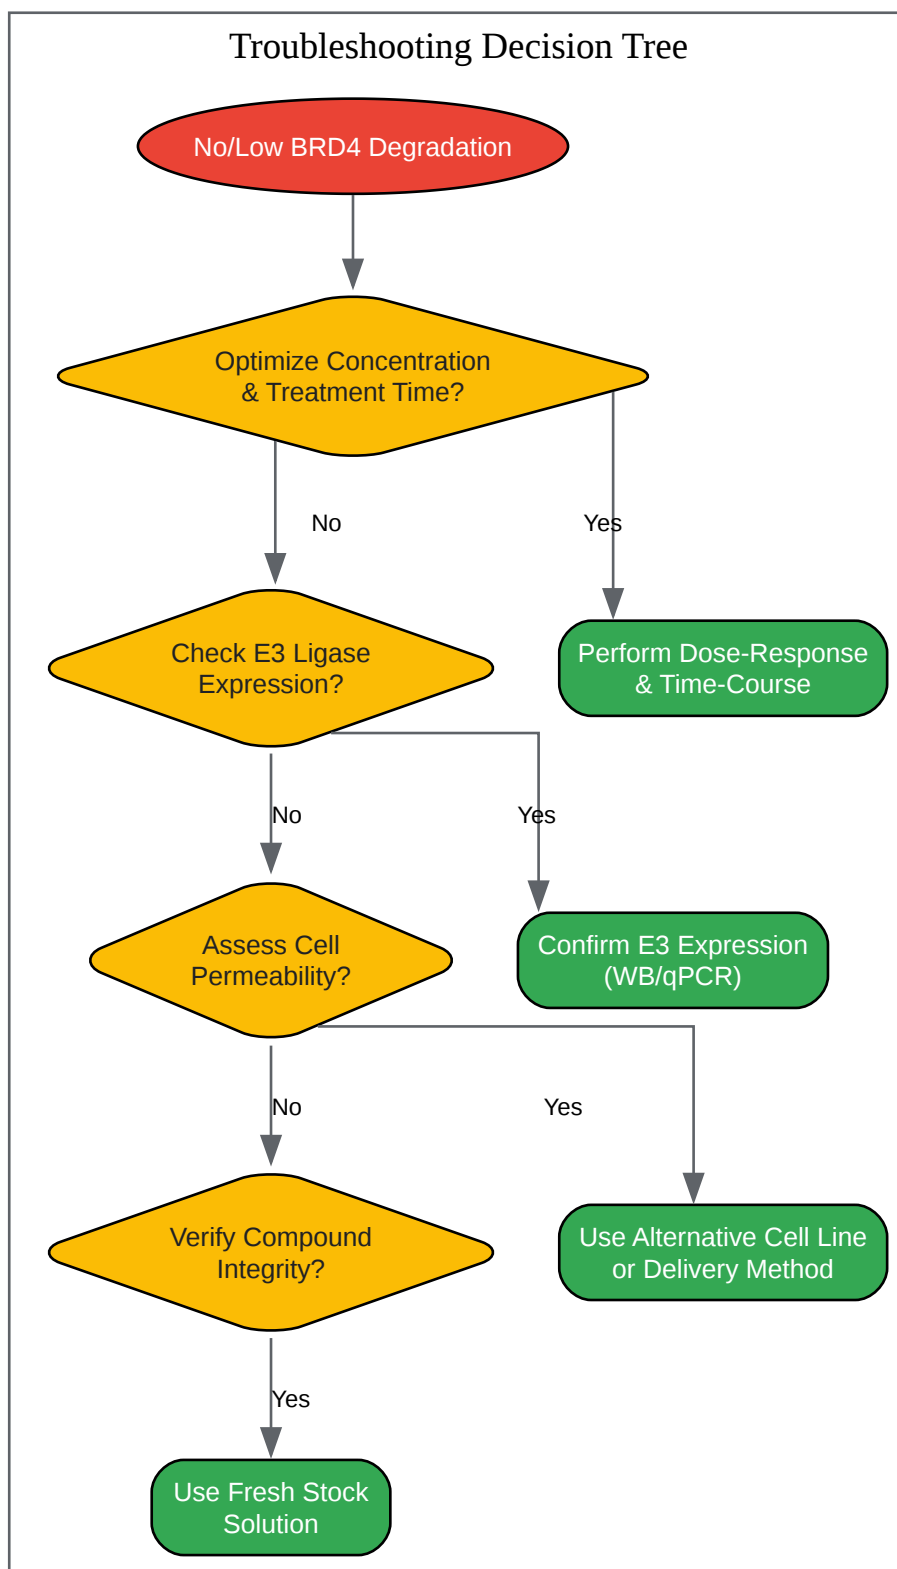 Troubleshooting Decision Tree
No/Low BRD4 Degradation
Optimize Concentration
& Treatment Time?
No
Yes
Check E3 Ligase
Expression?
Perform Dose-Response
& Time-Course
No
Yes
Assess Cell
Permeability?
Confirm E3 Expression
(WB/qPCR)
No
Yes
Verify Compound
Integrity?
Use Alternative Cell Line
or Delivery Method
Yes
Use Fresh Stock
Solution